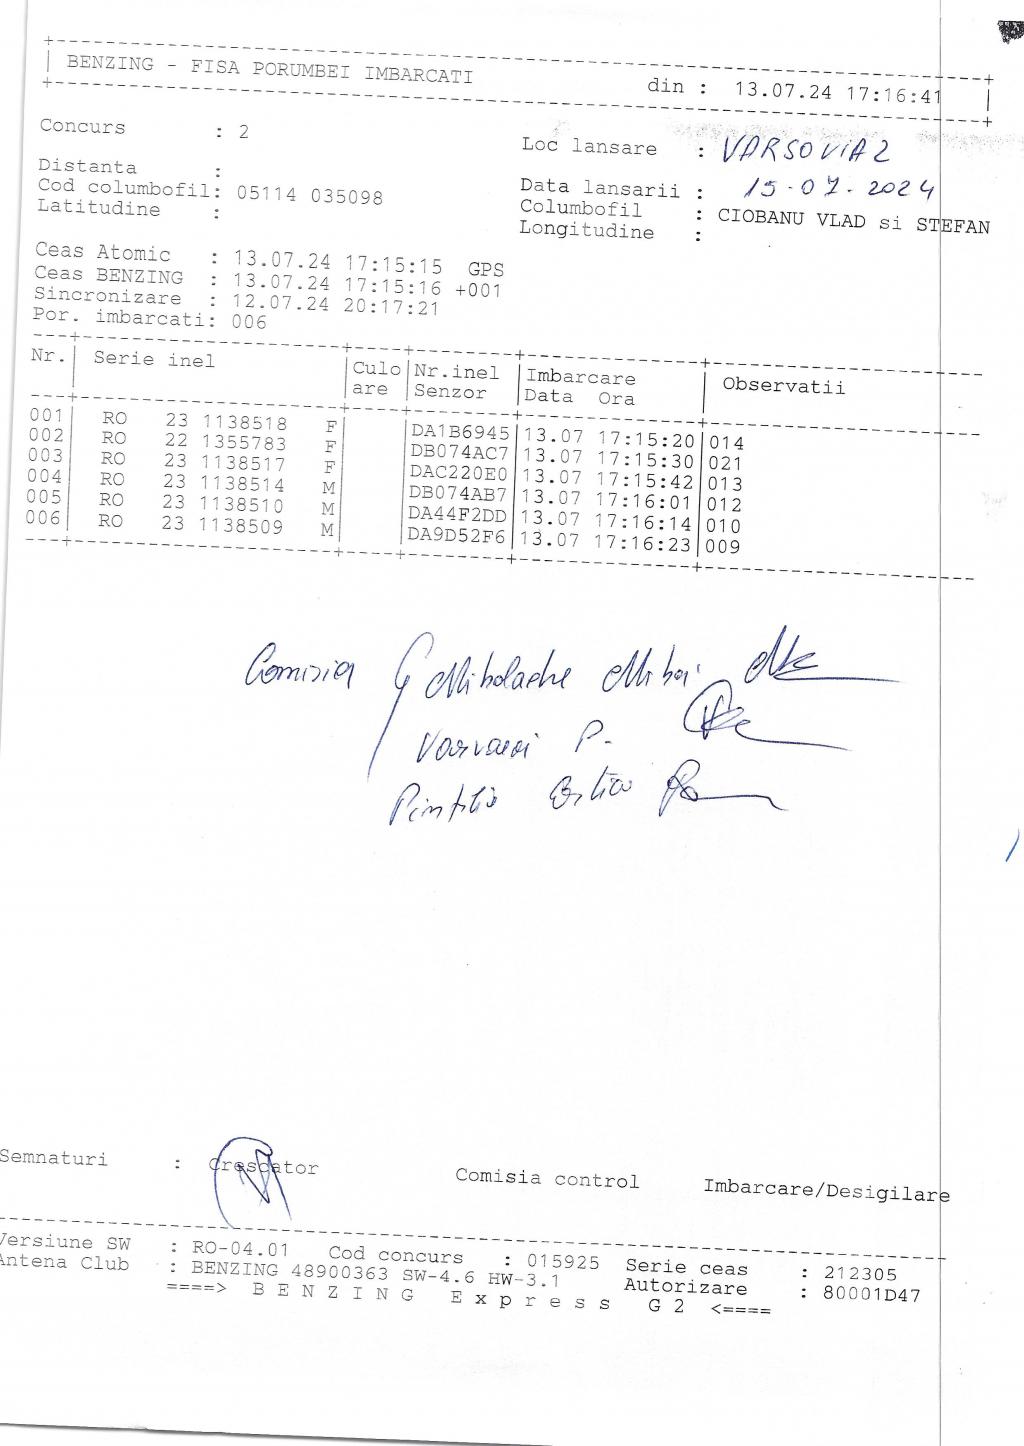 BENZING - FISA PORUMBEI IMBARCATI din : 13.07.24 17:16:41
Concurs : 2
Loc lansare : VARSOVIA 2
Distanta :
Data lansarii : 15-07-2024
Cod columbofil: 05114 035098
Columbofil : CIOBANU VLAD si STEFAN
Latitudine :
Longitudine :
Ceas Atomic : 13.07.24 17:15:15 GPS
Ceas BENZING : 13.07.24 17:15:16 +001
Sincronizare : 12.07.24 20:17:21
Por. imbarcati: 006
Nr.| Serie inel |Culo|Nr.inel |Imbarcare | Observatii
are |Senzor |Data Ora
001| RO 23 1138518 F| |DA1B6945|13.07 17:15:20|014
002| RO 22 1355783 F| |DB074AC7|13.07 17:15:30|021
003| RO 23 1138517 F| |DAC220E0|13.07 17:15:42|013
004| RO 23 1138514 M| |DB074AB7|13.07 17:16:01|012
005| RO 23 1138510 M| |DA44F2DD|13.07 17:16:14|010
006| RO 23 1138509 M| |DA9D52F6|13.07 17:16:23|009
Comisia Miholache Mihai
P.
Semnaturi : Crescator Comisia control Imbarcare/Desigilare
Versiune SW : RO-04.01 Cod concurs : 015925 Serie ceas : 212305
Antena Club : BENZING 48900363 SW-4.6 HW-3.1 Autorizare : 80001D47
====> B E N Z I N G E x p r e s s G 2 <====